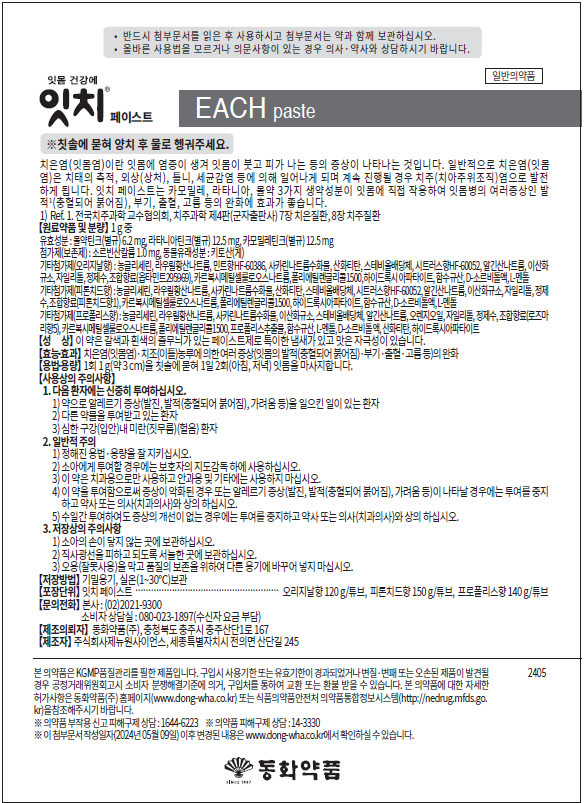 • 반드시 첨부문서를 읽은 후 사용하시고 첨부문서는 약과 함께 보관하십시오.
• 올바른 사용법을 모르거나 의문사항이 있는 경우 의사·약사와 상담하시기 바랍니다.
일반의약품
잇몸 건강에
잇치® 페이스트
EACH paste
※칫솔에 묻혀 양치 후 물로 헹궈주세요.
치은염(잇몸염)이란 잇몸에 염증이 생겨 잇몸이 붓고 피가 나는 등의 증상이 나타나는 것입니다. 일반적으로 치은염(잇몸
염)은 치태의 축적, 외상(상처), 틀니, 세균감염 등에 의해 일어나게 되며 계속 진행될 경우 치주(치아주위조직)염으로 발전
하게 됩니다. 잇치 페이스트는 카모밀레, 라타니아, 몰약 3가지 생약성분이 잇몸에 직접 작용하여 잇몸병의 여러증상인 발
적¹⁾(충혈되어 붉어짐), 부기, 출혈, 고름 등의 완화에 효과가 좋습니다.
1) Ref. 1. 전국치주과학 교수협의회, 치주과학 제4판(군자출판사) 7장 치은질환, 8장 치주질환
【원료약품 및 분량】 1 g 중
유효성분 : 몰약틴크(별규) 6.2 mg, 라타니아틴크(별규) 12.5 mg, 카모밀레틴크(별규) 12.5 mg
첨가제(보존제) : 소르빈산칼륨 1.0 mg, 동물유래성분 : 키토산(게)
기타첨가제(오리지날향) : 농글리세린, 라우릴황산나트륨, 민트향HF-60386, 사카린나트륨수화물, 산화티탄, 스테비올배당체, 시트러스향HF-60052, 알긴산나트륨, 이산화
규소, 자일리톨, 정제수, 조합향료(올타민트295969), 카르복시메틸셀룰로오스나트륨, 폴리에틸렌글리콜1500, 하이드록시아파타이트, 함수규산, D-소르비톨액, L-멘톨
기타첨가제(피톤치드향) : 농글리세린, 라우릴황산나트륨, 사카린나트륨수화물, 산화티탄, 스테비올배당체, 시트러스향HF-60052, 알긴산나트륨, 이산화규소, 자일리톨, 정제
수, 조합향료(피톤치드향1), 카르복시메틸셀룰로오스나트륨, 폴리에틸렌글리콜1500, 하이드록시아파타이트, 함수규산, D-소르비톨액, L-멘톨
기타첨가제(프로폴리스향) : 농글리세린, 라우릴황산나트륨, 사카린나트륨수화물, 이산화규소, 스테비올배당체, 알긴산나트륨, 오렌지오일, 자일리톨, 정제수, 조합향료(로즈마
리향5), 카르복시메틸셀룰로오스나트륨, 폴리에틸렌글리콜1500, 프로폴리스추출물, 함수규산, L-멘톨, D-소르비톨액, 산화티탄, 하이드록시아파타이트
【성 상】 이 약은 갈색과 흰색의 줄무늬가 있는 페이스트제로 특이한 냄새가 있고 맛은 자극성이 있습니다.
【효능·효과】 치은염(잇몸염)·치조(이틀)농루에 의한 여러 증상(잇몸의 발적(충혈되어 붉어짐)·부기·출혈·고름 등)의 완화
【용법·용량】 1회 1 g(약 3 cm)을 칫솔에 묻혀 1일 2회(아침, 저녁) 잇몸을 마사지합니다.
【사용상의 주의사항】
1. 다음 환자에는 신중히 투여하십시오.
1) 약으로 알레르기 증상(발진, 발적(충혈되어 붉어짐), 가려움 등)을 일으킨 일이 있는 환자
2) 다른 약물을 투여받고 있는 환자
3) 심한 구강(입안)내 미란(짓무름)(헐음) 환자
2. 일반적 주의
1) 정해진 용법·용량을 잘 지키십시오.
2) 소아에게 투여할 경우에는 보호자의 지도감독 하에 사용하십시오.
3) 이 약은 치과용으로만 사용하고 안과용 및 기타에는 사용하지 마십시오.
4) 이 약을 투여함으로써 증상이 악화된 경우 또는 알레르기 증상(발진, 발적(충혈되어 붉어짐), 가려움 등)이 나타날 경우에는 투여를 중지
하고 약사 또는 의사(치과의사)와 상의 하십시오.
5) 수일간 투여하여도 증상의 개선이 없는 경우에는 투여를 중지하고 약사 또는 의사(치과의사)와 상의 하십시오.
3. 저장상의 주의사항
1) 소아의 손이 닿지 않는 곳에 보관하십시오.
2) 직사광선을 피하고 되도록 서늘한 곳에 보관하십시오.
3) 오용(잘못사용)을 막고 품질의 보존을 위하여 다른 용기에 바꾸어 넣지 마십시오.
【저장방법】 기밀용기, 실온(1~30℃)보관
【포장단위】 잇치 페이스트 ······ 오리지날향 120 g/튜브, 피톤치드향 150 g/튜브, 프로폴리스향 140 g/튜브
【문의전화】 본사 : (02)2021-9300
소비자 상담실 : 080-023-1897(수신자 요금 부담)
【제조의뢰자】 동화약품(주), 충청북도 충주시 충주산단1로 167
【제조자】 주식회사제뉴원사이언스, 세종특별자치시 전의면 산단길 245
본 의약품은 KGMP품질관리를 필한 제품입니다. 구입시 사용기한 또는 유효기한이 경과되었거나 변질·변패 또는 오손된 제품이 발견될
2405
경우 공정거래위원회고시 소비자 분쟁해결기준에 의거, 구입처를 통하여 교환 또는 환불 받을 수 있습니다. 본 의약품에 대한 자세한
허가사항은 동화약품(주) 홈페이지(www.dong-wha.co.kr) 또는 식품의약품안전처 의약품통합정보시스템(http://nedrug.mfds.go.
kr)을참조해주시기 바랍니다.
※ 의약품 부작용 신고 피해구제 상담 : 1644-6223 ※ 의약품 피해구제 상담 : 14-3330
※ 이 첨부문서 작성일자(2024년 05월 09일) 이후 변경된 내용은 www.dong-wha.co.kr에서 확인하실 수 있습니다.
SINCE 1897
동화약품